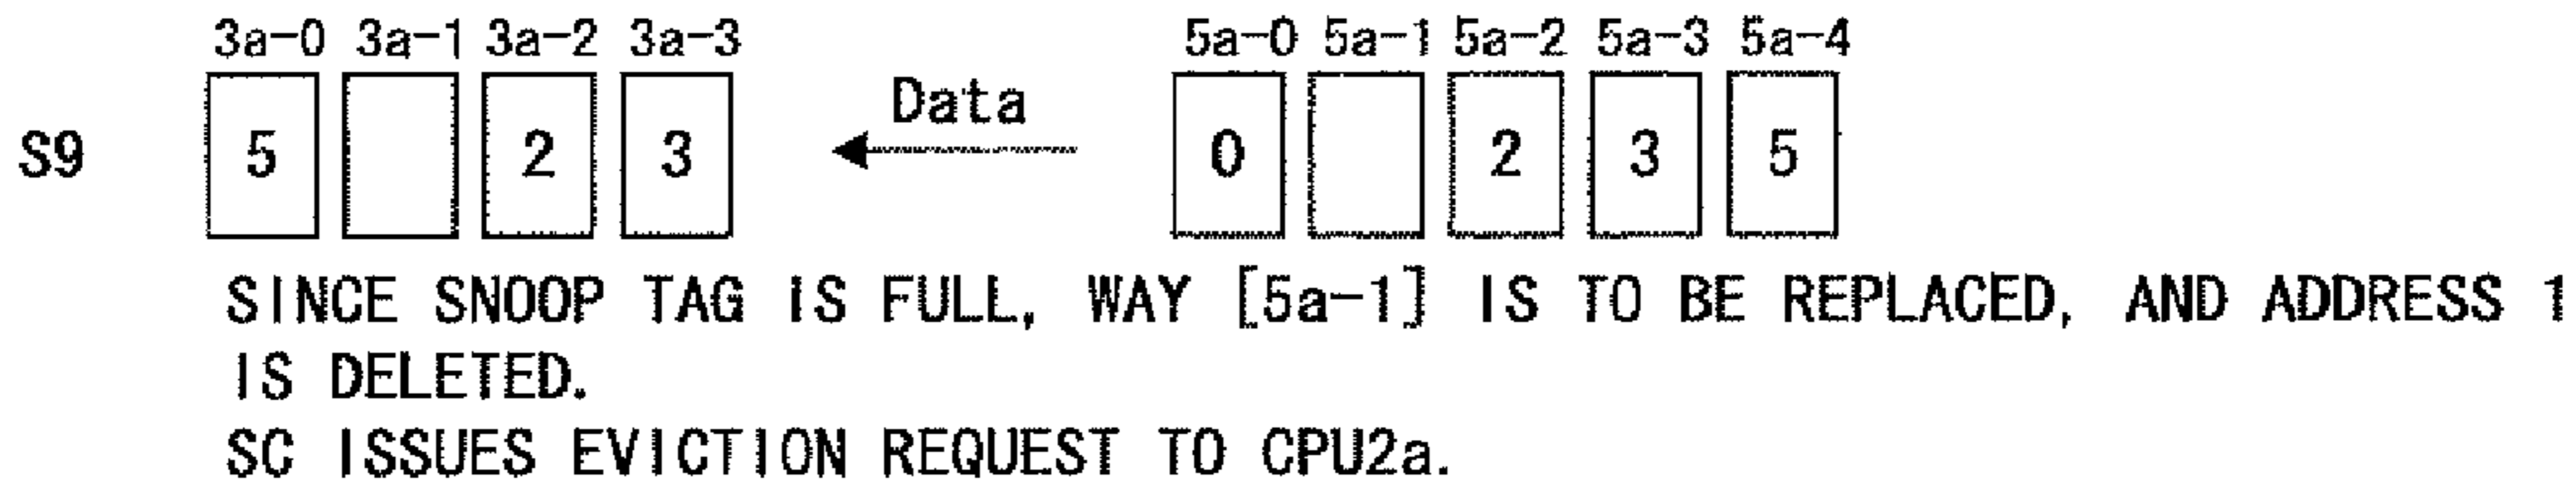 3a-0 3a-1 3a-2 3a-3 5a-0 5a-1 5a-2 5a-3 5a-4
S9 5 2 3 Data 0 2 3 5
SINCE SNOOP TAG IS FULL, WAY [5a-1] IS TO BE REPLACED, AND ADDRESS 1
IS DELETED.
SC ISSUES EVICTION REQUEST TO CPU2a.